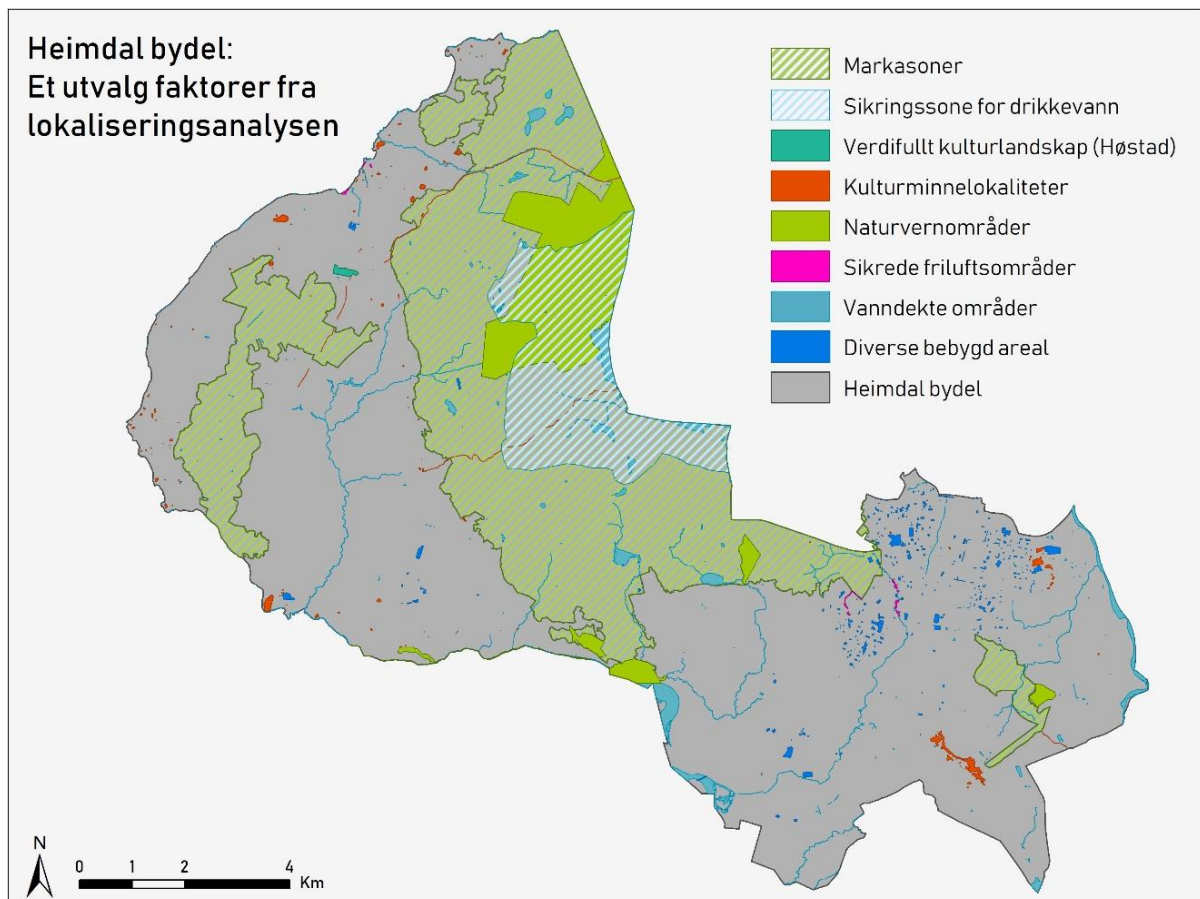 Heimdal bydel:
Et utvalg faktorer fra
lokaliseringsanalysen
Markasoner
Sikringssone for drikkevann
Verdifullt kulturlandskap (Høstad)
Kulturminnelokaliteter
Naturvernområder
Sikrede friluftsområder
Vanndekte områder
Diverse bebygd areal
Heimdal bydel
N
0 1 2 4
Km